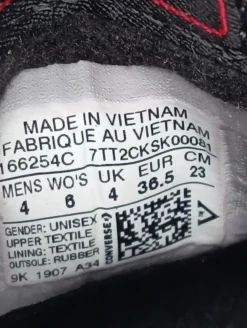 MADE IN VIETNAM
FABRIQUE AU VIETNAM
166254C 7TT2CKSK00081
MENS WO'S UK EUR CM
4 6 4 36.5 23
GENDER: UNISEX
UPPER: TEXTILE
LINING: TEXTILE
OUTSOLE: RUBBER
9K 1907 A34
CONVERSE